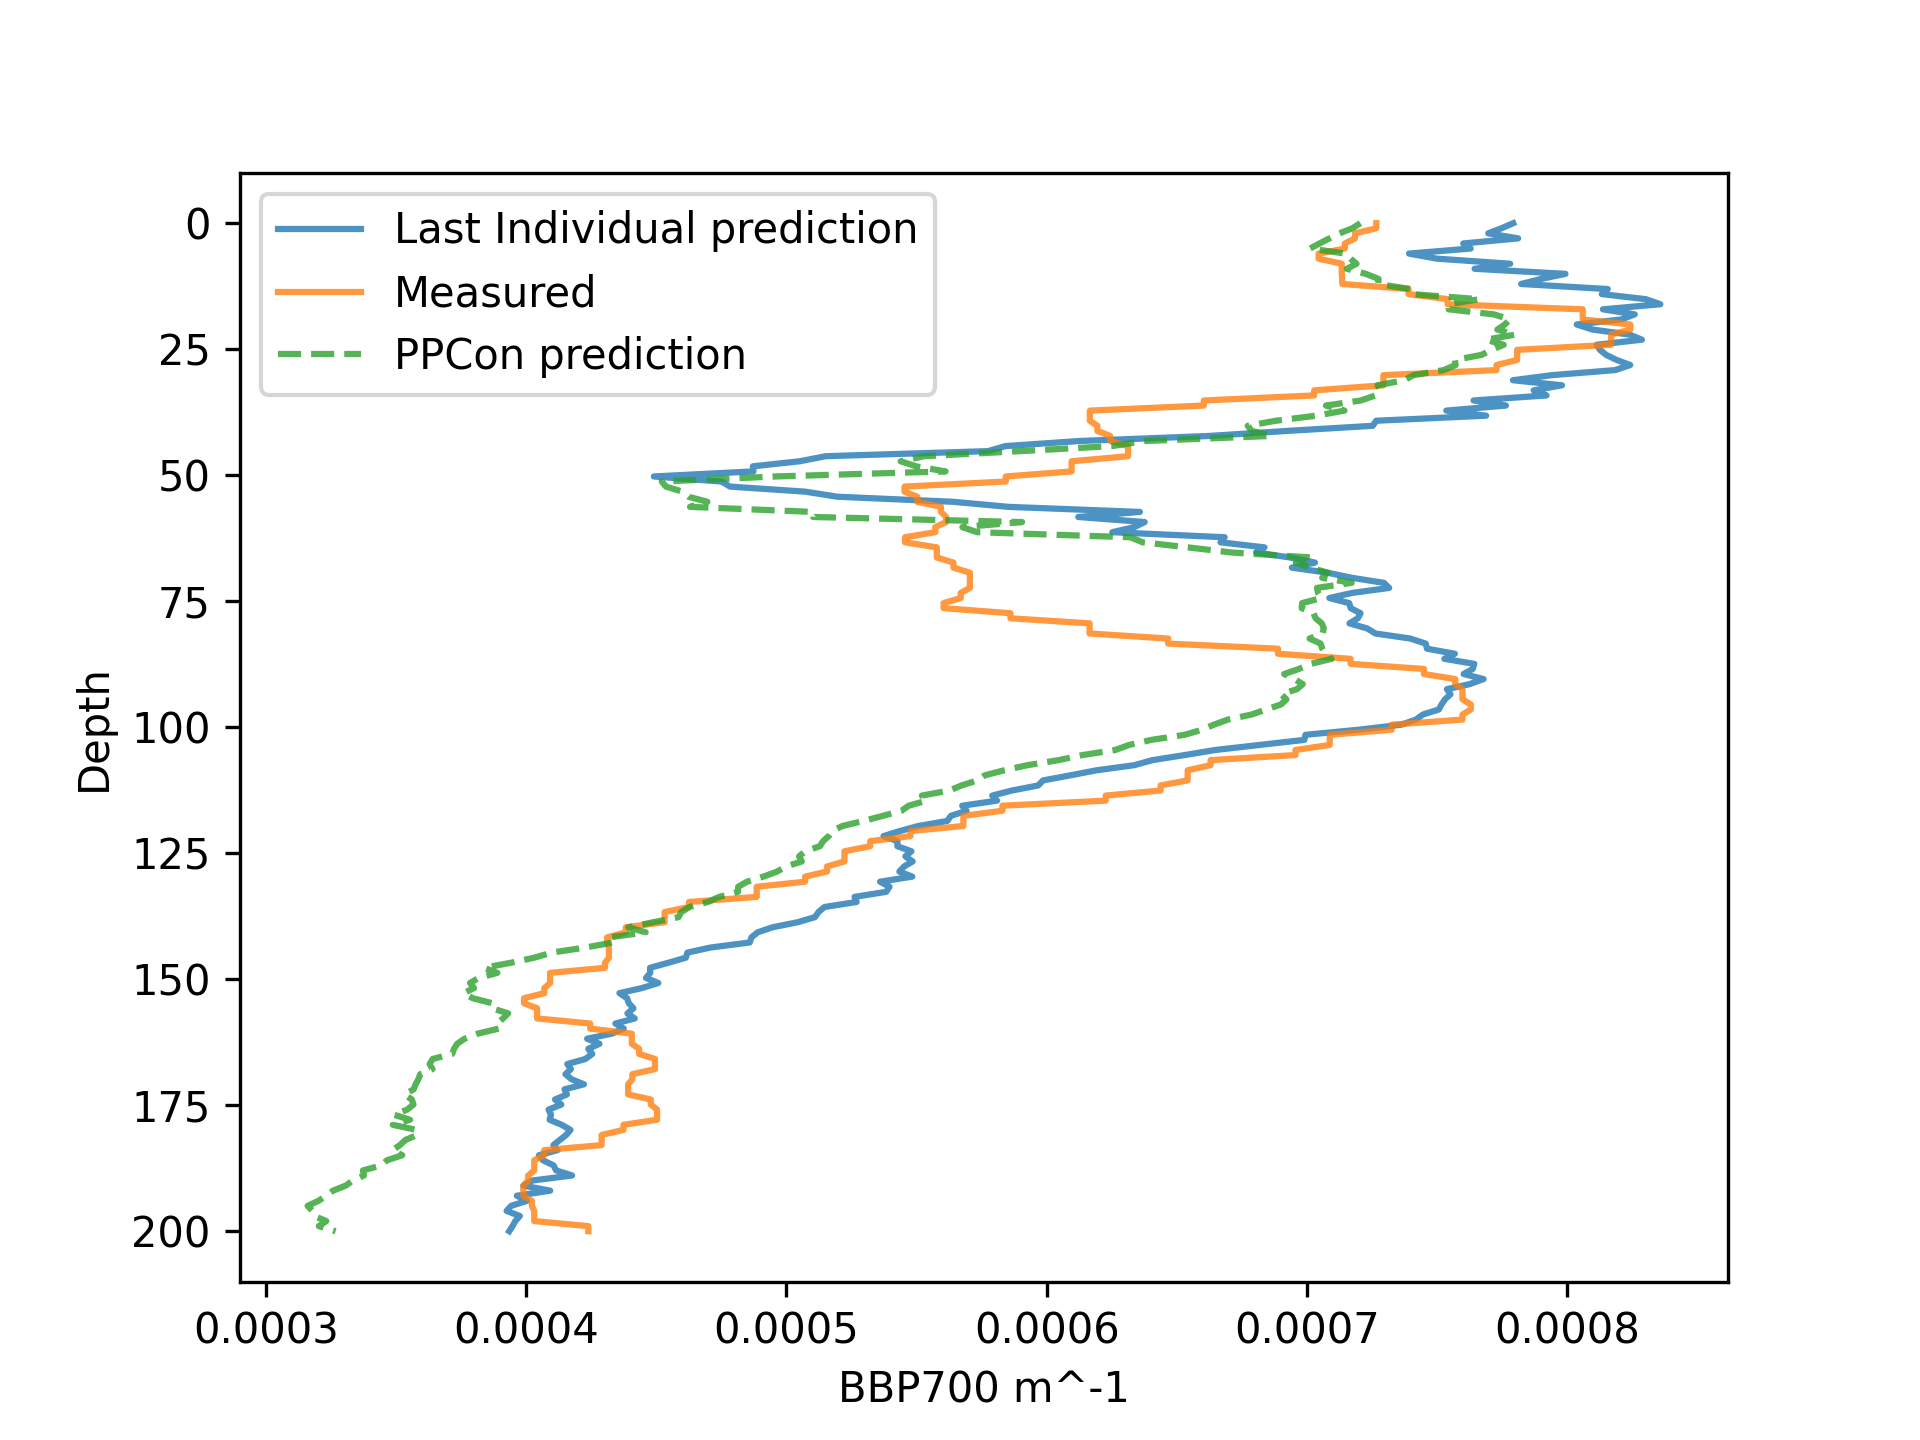 Last Individual prediction
Measured
PPCon prediction
0
25
50
75
100
125
150
175
200
Depth
0.0003 0.0004 0.0005 0.0006 0.0007 0.0008
BBP700 m^-1